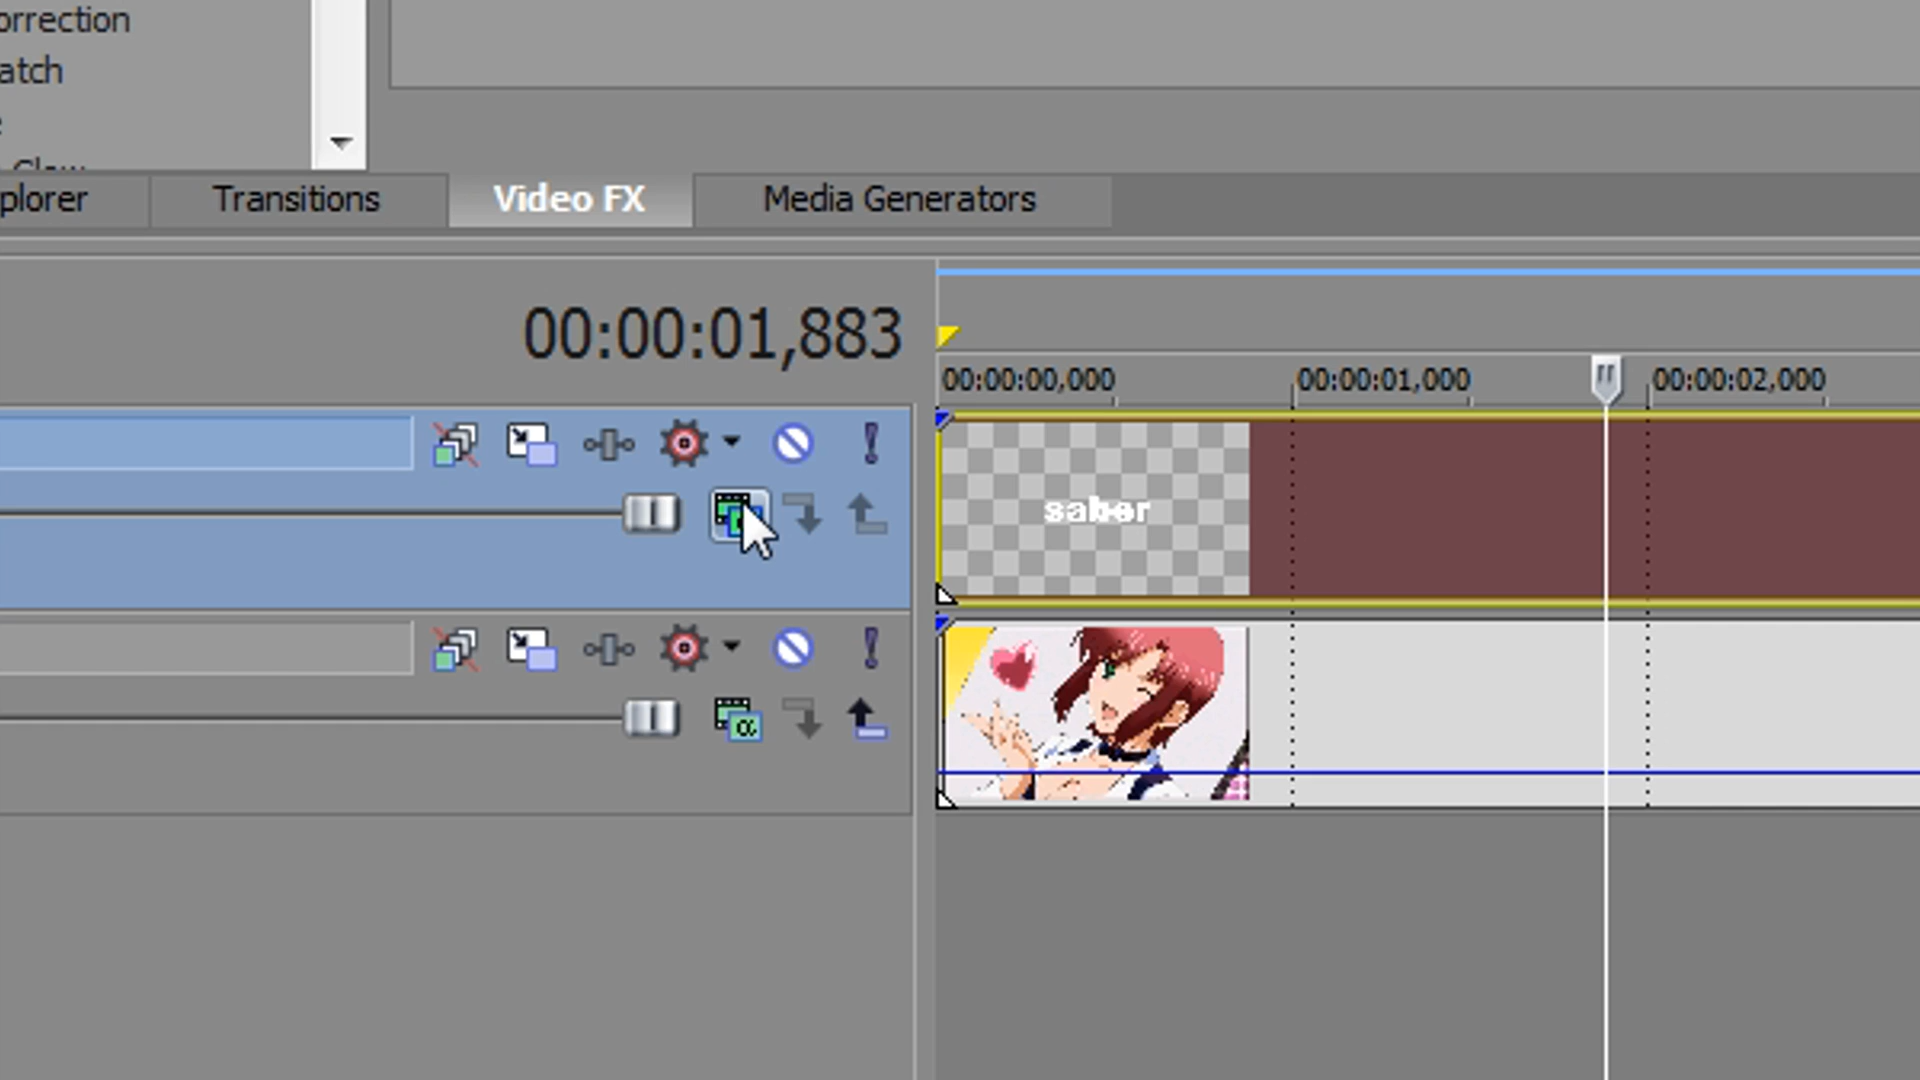 orrection
atch
e
Glow
plorer
Transitions
Video FX
Media Generators
00:00:01,883
00:00:00,000
00:00:01,000
00:00:02,000
saber
α